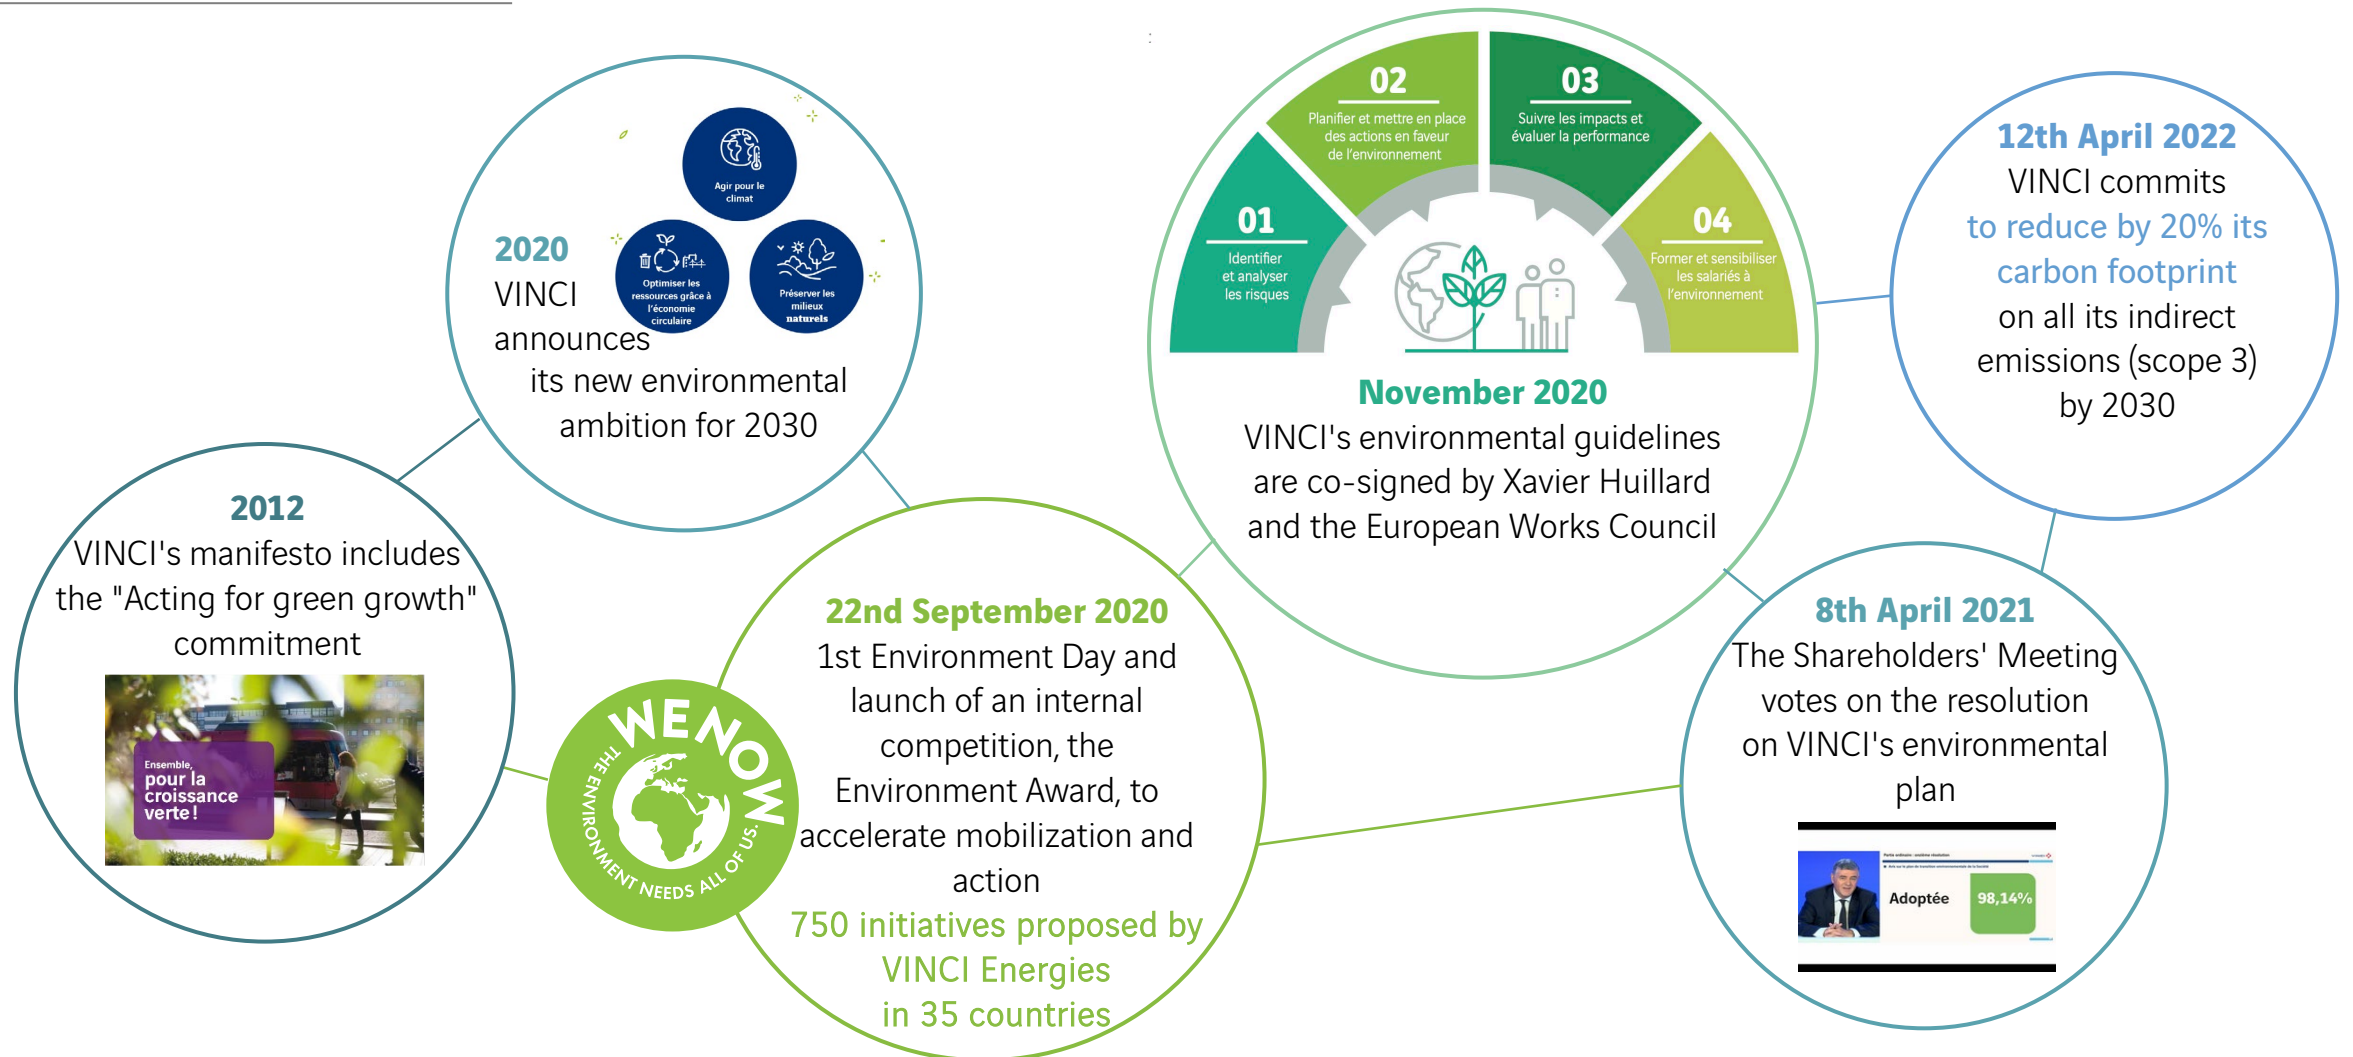 2012
VINCI's manifesto includes
the "Acting for green growth"
commitment
Ensemble,
pour la
croissance
verte !
2020
VINCI
announces
its new environmental
ambition for 2030
Agir pour le
climat
Optimiser les
ressources grâce à
l'économie
circulaire
Préserver les
milieux
naturels
WE NOW
THE ENVIRONMENT NEEDS ALL OF US.
22nd September 2020
1st Environment Day and
launch of an internal
competition, the
Environment Award, to
accelerate mobilization and
action
750 initiatives proposed by
VINCI Energies
in 35 countries
:
01
Identifier
et analyser
les risques
02
Planifier et mettre en place
des actions en faveur
de l'environnement
03
Suivre les impacts et
évaluer la performance
04
Former et sensibiliser
les salariés à
l'environnement
November 2020
VINCI's environmental guidelines
are co-signed by Xavier Huillard
and the European Works Council
8th April 2021
The Shareholders' Meeting
votes on the resolution
on VINCI's environmental
plan
Adoptée
98,14%
12th April 2022
VINCI commits
to reduce by 20% its
carbon footprint
on all its indirect
emissions (scope 3)
by 2030